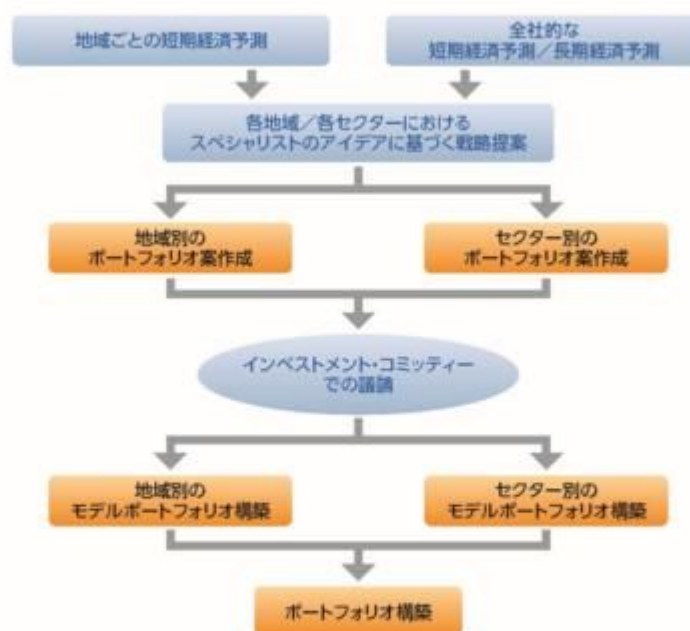 地域ごとの短期経済予測
全社的な
短期経済予測／長期経済予測
各地域／各セクターにおける
スペシャリストのアイデアに基づく戦略提案
地域別の
ポートフォリオ案作成
セクター別の
ポートフォリオ案作成
インベストメント・コミッティー
での議論
地域別の
モデルポートフォリオ構築
セクター別の
モデルポートフォリオ構築
ポートフォリオ構築